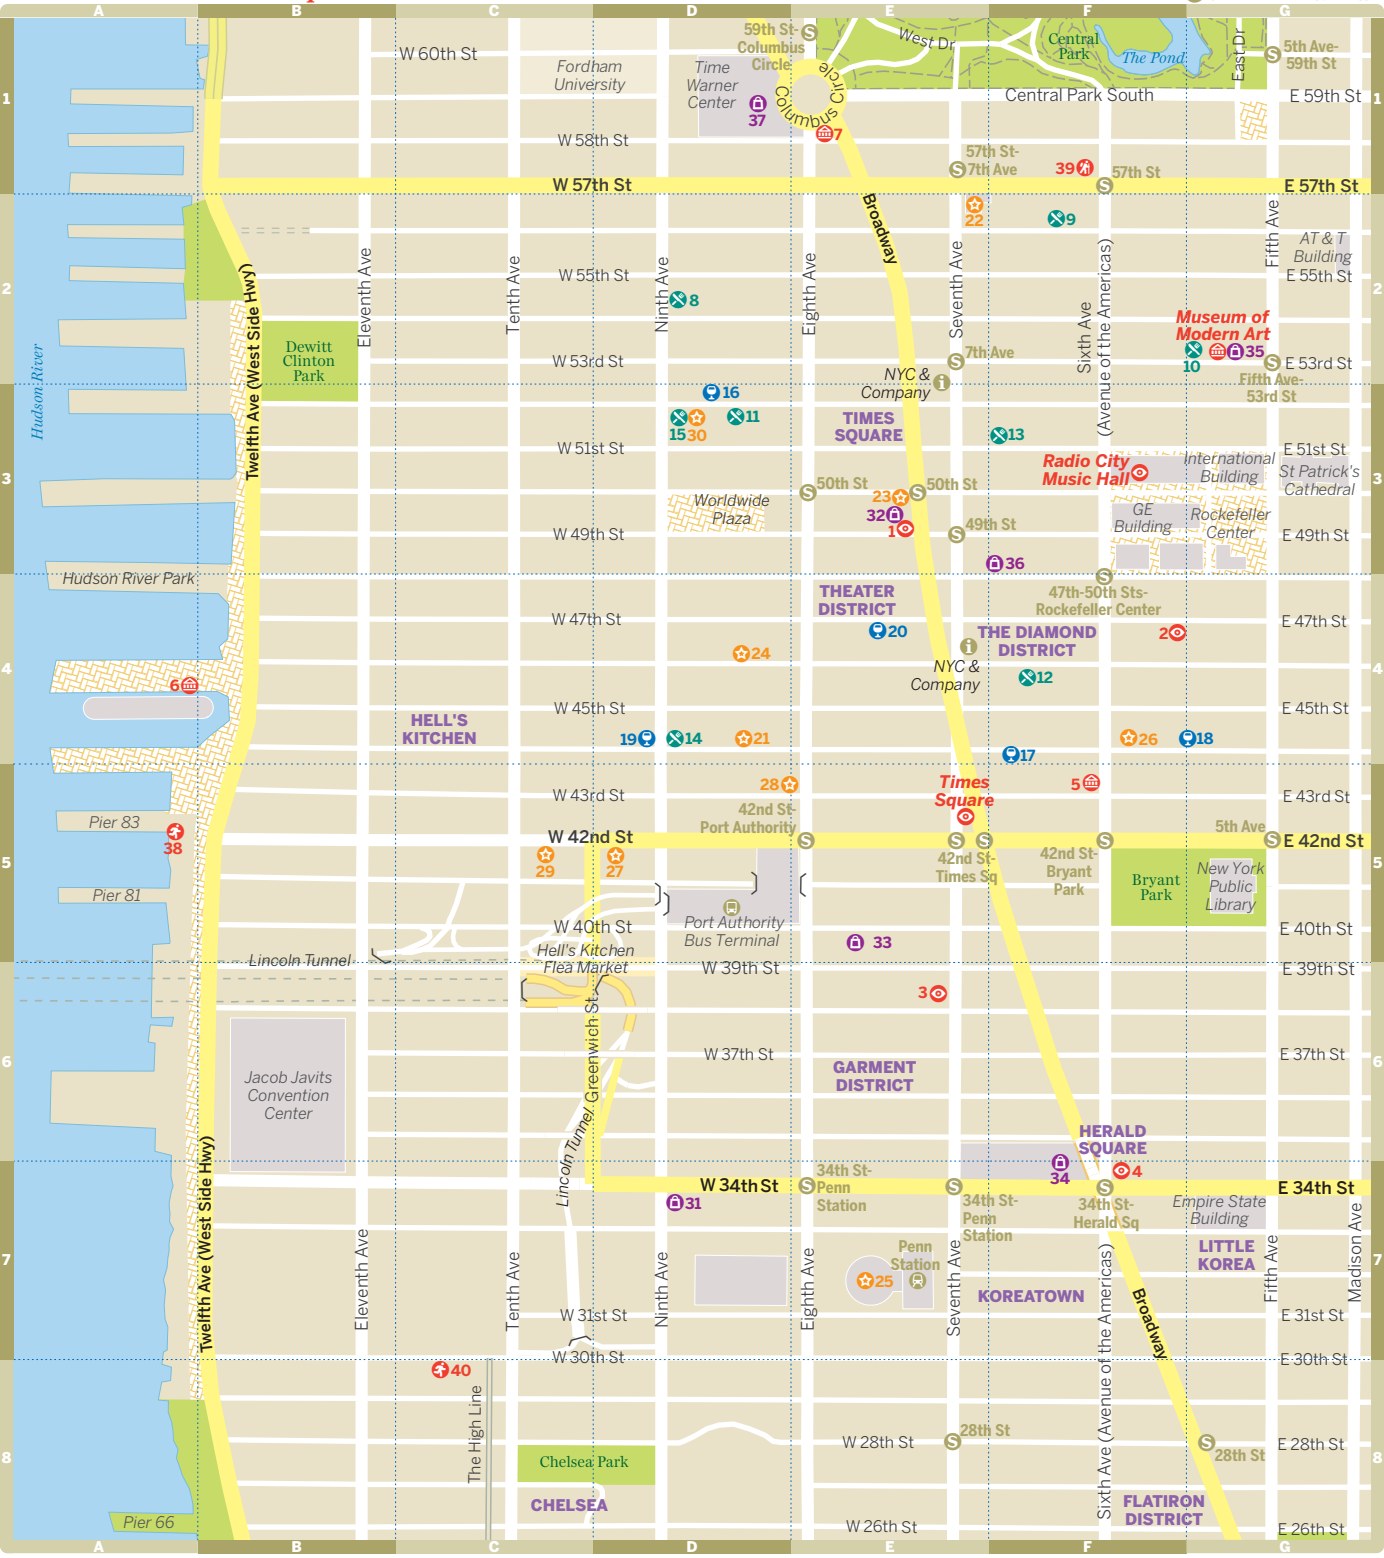 A
B
C
D
E
F
G
59th St-
Columbus
Circle
West Dr
Central
Park
The Pond
East Dr
5th Ave-
59th St
W 60th St
Fordham
University
Time
Warner
Center
37
Columbus Circle
7
1
Central Park South
E 59th St
1
W 58th St
57th St-
7th Ave
39
57th St
W 57th St
E 57th St
Broadway
22
9
Fifth Ave
AT & T
Building
Twelfth Ave (West Side Hwy)
Eleventh Ave
Tenth Ave
Ninth Ave
Eighth Ave
Seventh Ave
Sixth Ave
(Avenue of the Americas)
W 55th St
E 55th St
2
2
8
Museum of
Modern Art
10
35
Hudson River
Dewitt
Clinton
Park
W 53rd St
7th Ave
E 53rd St
NYC &
Company
Fifth Ave-
53rd St
16
15
30
11
TIMES
SQUARE
13
W 51st St
E 51st St
Radio City
Music Hall
International
Building
St Patrick's
Cathedral
3
3
50th St
50th St
23
32
1
Worldwide
Plaza
GE
Building
Rockefeller
Center
49th St
W 49th St
E 49th St
36
Hudson River Park
47th-50th Sts-
Rockefeller Center
THEATER
DISTRICT
W 47th St
E 47th St
20
THE DIAMOND
DISTRICT
2
24
NYC &
Company
12
4
4
6
W 45th St
E 45th St
HELL'S
KITCHEN
19
14
21
17
26
18
28
Times
Square
5
W 43rd St
E 43rd St
42nd St-
Port Authority
Pier 83
38
5th Ave
W 42nd St
E 42nd St
29
27
42nd St-
Times Sq
42nd St-
Bryant
Park
Bryant
Park
New York
Public
Library
5
5
Pier 81
W 40th St
Port Authority
Bus Terminal
E 40th St
33
Hell's Kitchen
Flea Market
Lincoln Tunnel
W 39th St
E 39th St
3
Lincoln Tunnel
Greenwich St
W 37th St
E 37th St
6
6
GARMENT
DISTRICT
Jacob Javits
Convention
Center
HERALD
SQUARE
34
4
34th St-
Penn
Station
W 34th St
E 34th St
31
34th St-
Penn
Station
34th St-
Herald Sq
Empire State
Building
Twelfth Ave (West Side Hwy)
Eleventh Ave
Tenth Ave
Ninth Ave
Eighth Ave
Seventh Ave
Sixth Ave (Avenue of the Americas)
Fifth Ave
Madison Ave
Penn
Station
LITTLE
KOREA
7
7
25
KOREATOWN
Broadway
W 31st St
E 31st St
W 30th St
E 30th St
40
The High Line
28th St
W 28th St
28th St
E 28th St
8
8
Chelsea Park
CHELSEA
FLATIRON
DISTRICT
Pier 66
W 26th St
E 26th St
A
B
C
D
E
F
G